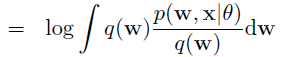 = log ∫ q(w) p(w, x|θ) / q(w) dw